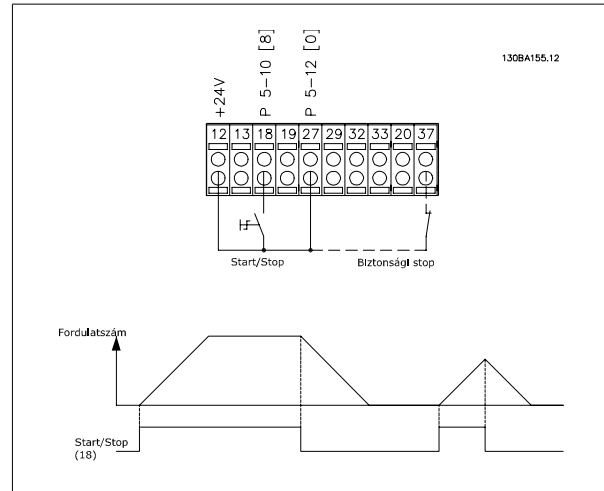 130BA155.12
+24V
P 5-10 [8]
P 5-12 [0]
12 13 18 19 27 29 32 33 20 37
Start/Stop
Biztonsági stop
Fordulatszám
Start/Stop
(18)